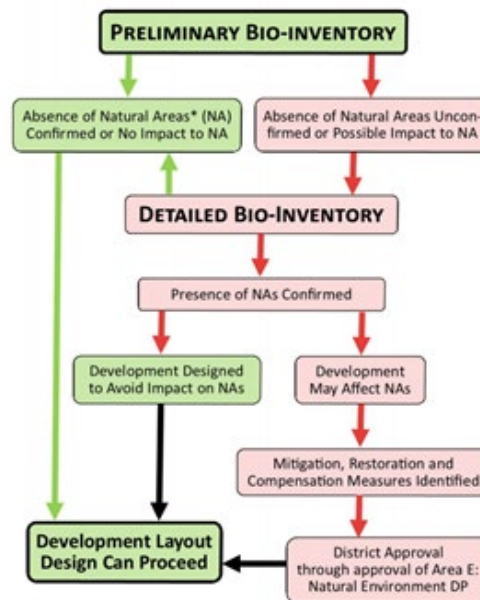 PRELIMINARY BIO-INVENTORY
Absence of Natural Areas* (NA)
Confirmed or No Impact to NA
Absence of Natural Areas Uncon-
firmed or Possible Impact to NA
DETAILED BIO-INVENTORY
Presence of NAs Confirmed
Development Designed
to Avoid Impact on NAs
Development
May Affect NAs
Mitigation, Restoration and
Compensation Measures Identified
Development Layout
Design Can Proceed
District Approval
through approval of Area E:
Natural Environment DP